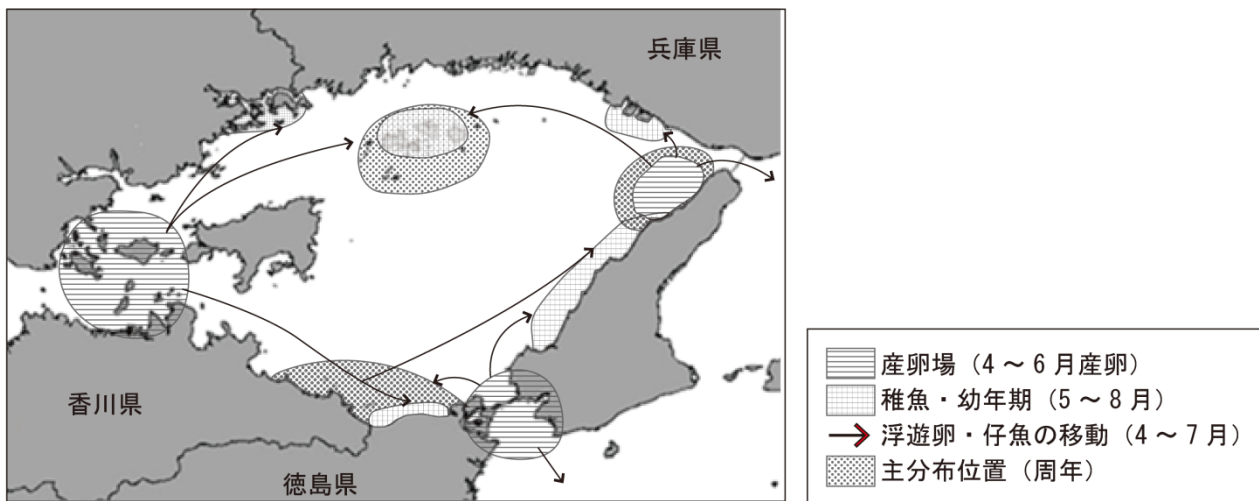 兵庫県
香川県
徳島県
産卵場（4～6月産卵）
稚魚・幼年期（5～8月）
浮遊卵・仔魚の移動（4～7月）
主分布位置（周年）